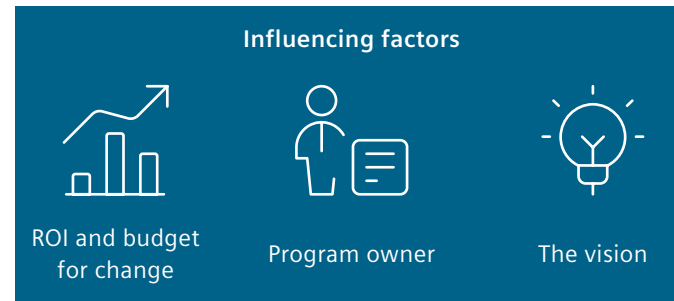 Influencing factors
ROI and budget
for change
Program owner
The vision